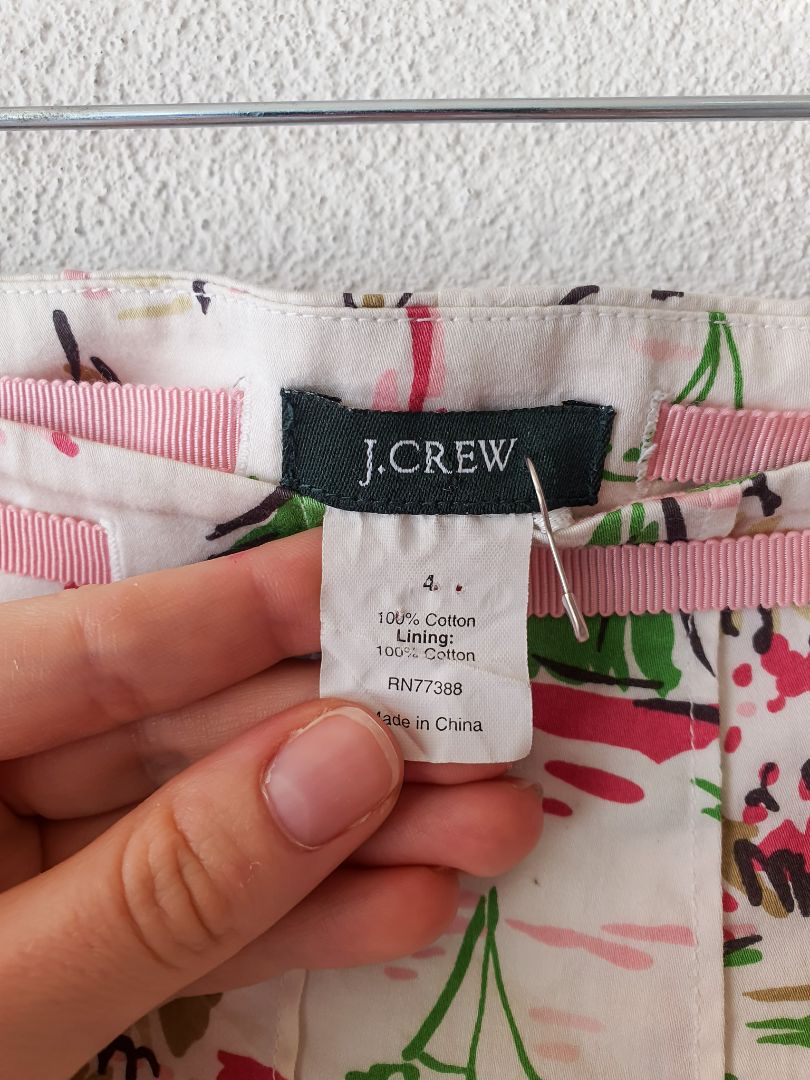 J.CREW
4
100% Cotton
Lining:
100% Cotton
RN77388
Made in China